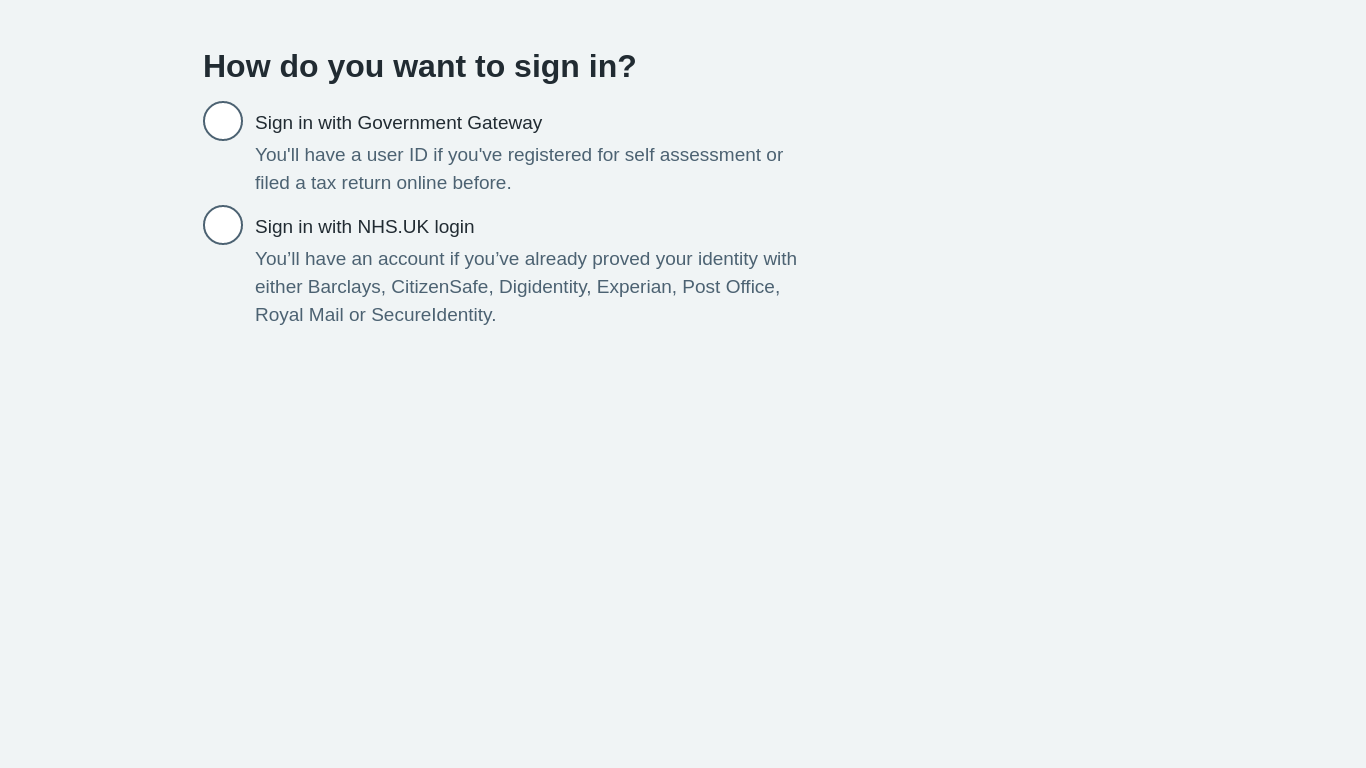 How do you want to sign in?
Sign in with Government Gateway
You'll have a user ID if you've registered for self assessment or
filed a tax return online before.
Sign in with NHS.UK login
You’ll have an account if you’ve already proved your identity with
either Barclays, CitizenSafe, Digidentity, Experian, Post Office,
Royal Mail or SecureIdentity.